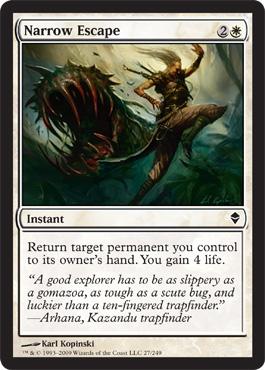 Narrow Escape 2
Instant
Return target permanent you control
to its owner's hand. You gain 4 life.
"A good explorer has to be as slippery as
a gomazoa, as tough as a scute bug, and
luckier than a ten-fingered trapfinder."
—Arhana, Kazandu trapfinder
Karl Kopinski
™ & © 1993–2009 Wizards of the Coast LLC 27/249